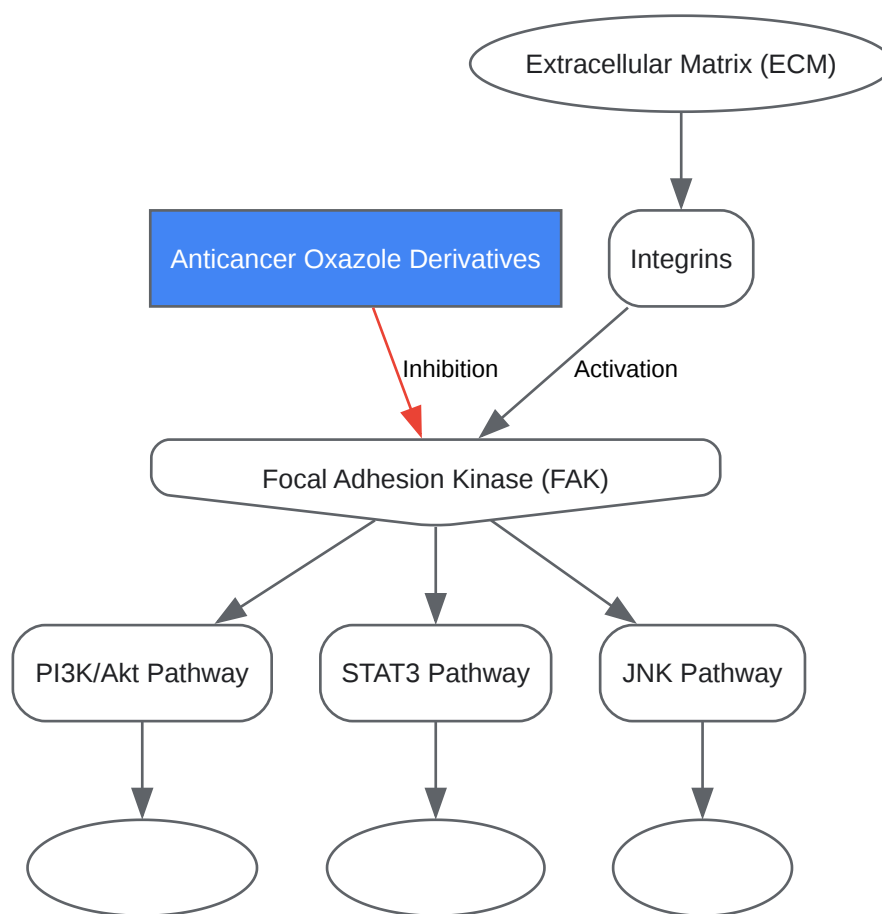 Extracellular Matrix (ECM)
Anticancer Oxazole Derivatives
Integrins
Inhibition
Activation
Focal Adhesion Kinase (FAK)
PI3K/Akt Pathway
STAT3 Pathway
JNK Pathway